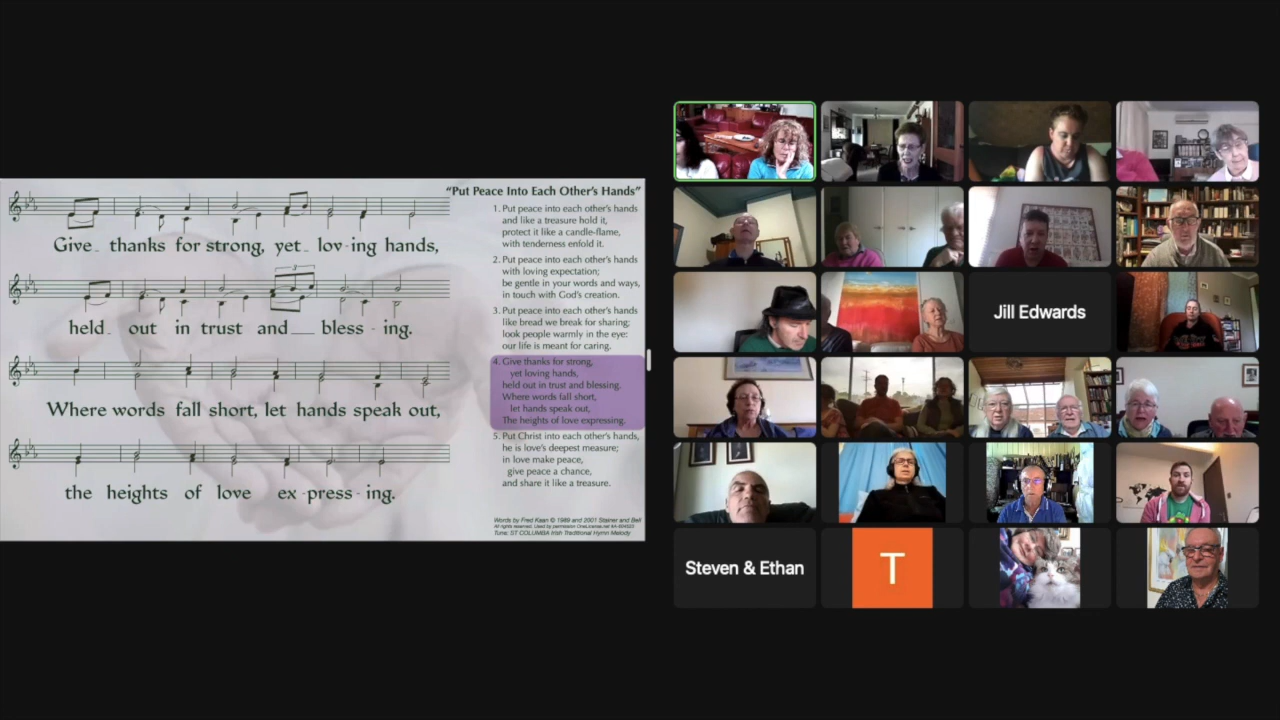 Give thanks for strong, yet lov-ing hands,
held out in trust and bless-ing.
Where words fall short, let hands speak out,
the heights of love ex-press-ing.
"Put Peace Into Each Other's Hands"
1. Put peace into each other's hands
and like a treasure hold it,
protect it like a candle-flame,
with tenderness enfold it.
2. Put peace into each other's hands
with loving expectation;
be gentle in your words and ways,
in touch with God's creation.
3. Put peace into each other's hands
like bread we break for sharing;
look people warmly in the eye:
our life is meant for caring.
4. Give thanks for strong,
yet loving hands,
held out in trust and blessing.
Where words fall short,
let hands speak out,
The heights of love expressing.
5. Put Christ into each other's hands,
he is love's deepest measure;
in love make peace,
give peace a chance,
and share it like a treasure.
Words by Fred Kaan © 1989 and 2001 Stainer and Bell
All rights reserved. Used by permission OneLicense.net
Tune: ST COLUMBA Irish Traditional Hymn Melody
3
Jill Edwards
Steven & Ethan
T